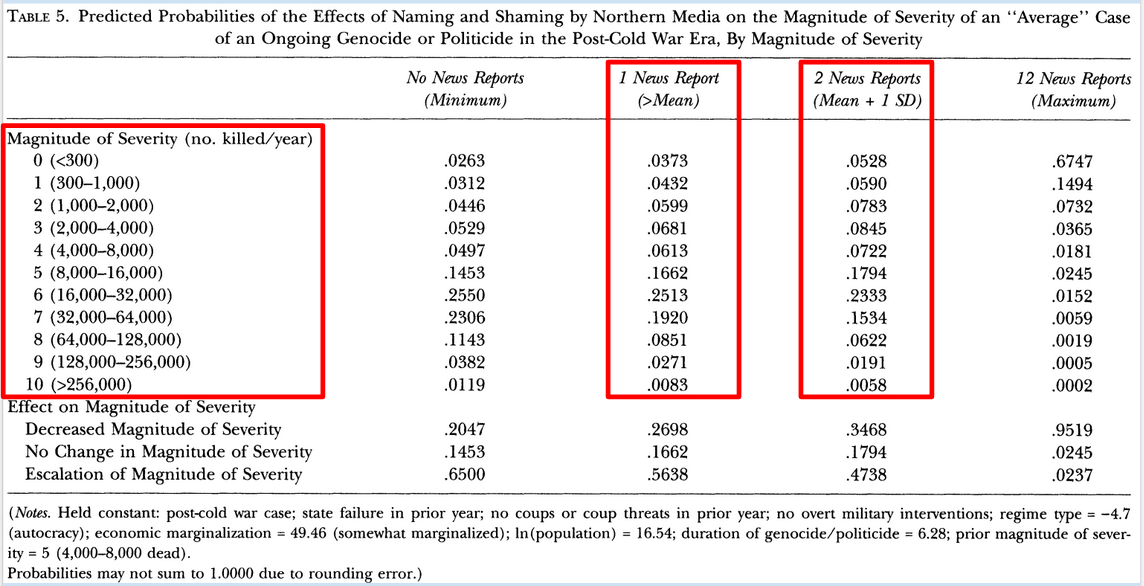 TABLE 5. Predicted Probabilities of the Effects of Naming and Shaming by Northern Media on the Magnitude of Severity of an "Average" Case
of an Ongoing Genocide or Politicide in the Post-Cold War Era, By Magnitude of Severity
No News Reports 1 News Report 2 News Reports 12 News Reports
(Minimum) (>Mean) (Mean + 1 SD) (Maximum)
Magnitude of Severity (no. killed/year)
0 (<300) .0263 .0373 .0528 .6747
1 (300–1,000) .0312 .0432 .0590 .1494
2 (1,000–2,000) .0446 .0599 .0783 .0732
3 (2,000–4,000) .0529 .0681 .0845 .0365
4 (4,000–8,000) .0497 .0613 .0722 .0181
5 (8,000–16,000) .1453 .1662 .1794 .0245
6 (16,000–32,000) .2550 .2513 .2333 .0152
7 (32,000–64,000) .2306 .1920 .1534 .0059
8 (64,000–128,000) .1143 .0851 .0622 .0019
9 (128,000–256,000) .0382 .0271 .0191 .0005
10 (>256,000) .0119 .0083 .0058 .0002
Effect on Magnitude of Severity
Decreased Magnitude of Severity .2047 .2698 .3468 .9519
No Change in Magnitude of Severity .1453 .1662 .1794 .0245
Escalation of Magnitude of Severity .6500 .5638 .4738 .0237
(Notes. Held constant: post-cold war case; state failure in prior year; no coups or coup threats in prior year; no overt military interventions; regime type = −4.7
(autocracy); economic marginalization = 49.46 (somewhat marginalized); ln(population) = 16.54; duration of genocide/politicide = 6.28; prior magnitude of sever-
ity = 5 (4,000–8,000 dead).
Probabilities may not sum to 1.0000 due to rounding error.)